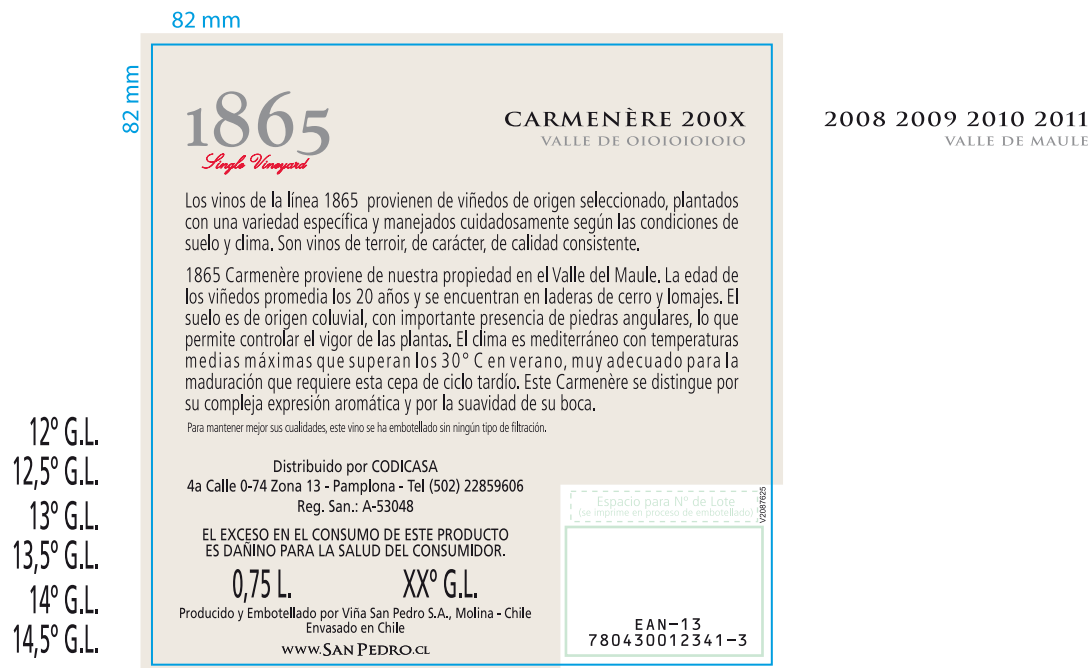 82 mm
82 mm
1865
Single Vineyard
CARMENÈRE 200X
VALLE DE OIOIOIOIOIO
2008 2009 2010 2011
VALLE DE MAULE
Los vinos de la línea 1865 provienen de viñedos de origen seleccionado, plantados
con una variedad específica y manejados cuidadosamente según las condiciones de
suelo y clima. Son vinos de terroir, de carácter, de calidad consistente.
1865 Carmenère proviene de nuestra propiedad en el Valle del Maule. La edad de
los viñedos promedia los 20 años y se encuentran en laderas de cerro y lomajes. El
suelo es de origen coluvial, con importante presencia de piedras angulares, lo que
permite controlar el vigor de las plantas. El clima es mediterráneo con temperaturas
medias máximas que superan los 30° C en verano, muy adecuado para la
maduración que requiere esta cepa de ciclo tardío. Este Carmenère se distingue por
su compleja expresión aromática y por la suavidad de su boca.
Para mantener mejor sus cualidades, este vino se ha embotellado sin ningún tipo de filtración.
12º G.L.
12,5º G.L.
13º G.L.
13,5º G.L.
14º G.L.
14,5º G.L.
Distribuido por CODICASA
4a Calle 0-74 Zona 13 - Pamplona - Tel (502) 22859606
Reg. San.: A-53048
EL EXCESO EN EL CONSUMO DE ESTE PRODUCTO
ES DAÑINO PARA LA SALUD DEL CONSUMIDOR.
0,75 L. XXº G.L.
Producido y Embotellado por Viña San Pedro S.A., Molina - Chile
Envasado en Chile
WWW.SAN PEDRO.CL
Espacio para Nº de Lote
(se imprime en proceso de embotellado)
V2087625
EAN-13
780430012341-3